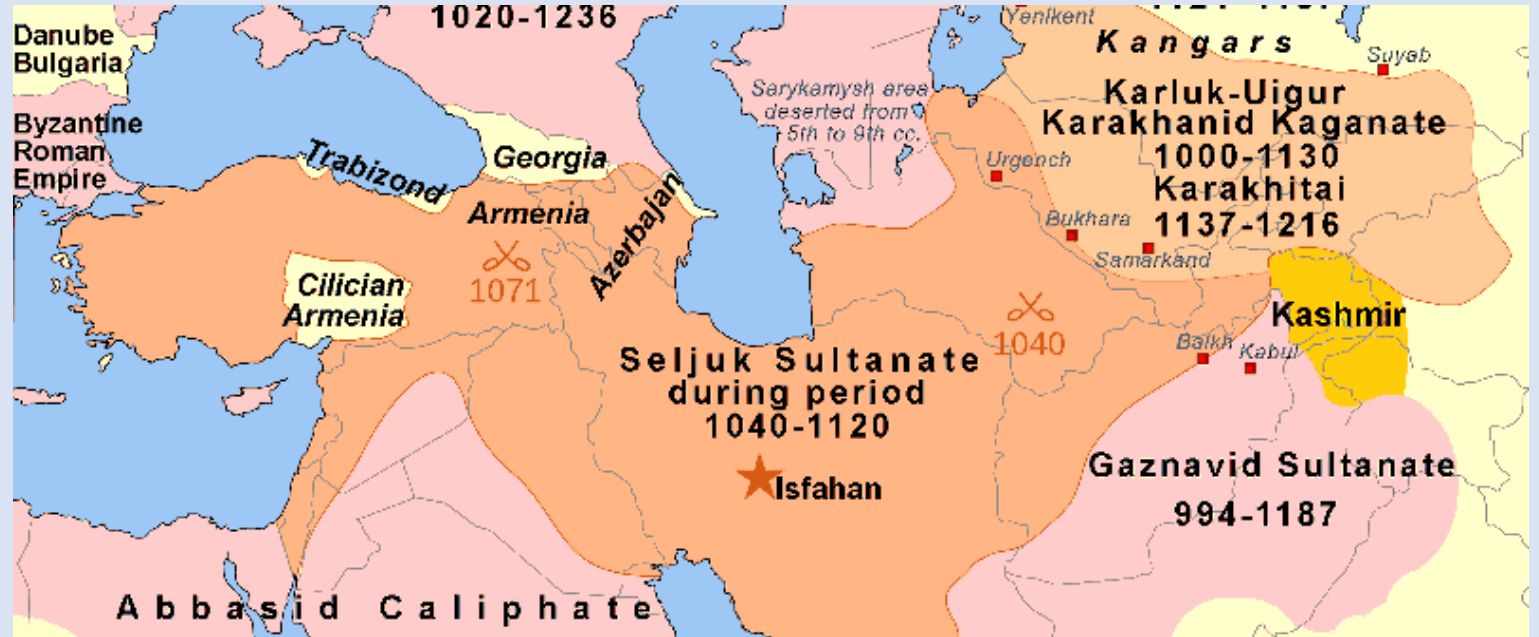 1020-1236
Yenikent
Danube
Bulgaria
Kangars
Suyab
Sarykamysh area
deserted from
5th to 9th cc.
Karluk-Uigur
Karakhanid Kaganate
1000-1130
Karakhitai
1137-1216
Byzantine
Roman
Empire
Trabizond
Georgia
Urgench
Armenia
Azerbajan
Bukhara
Samarkand
1071
Cilician
Armenia
1040
Kashmir
Balkh
Kabul
Seljuk Sultanate
during period
1040-1120
Isfahan
Gaznavid Sultanate
994-1187
Abbasid Caliphate